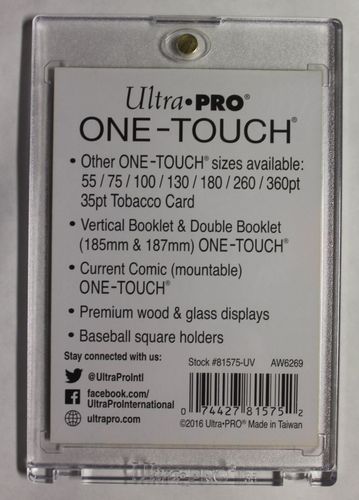 Ultra•PRO®
ONE-TOUCH®
• Other ONE-TOUCH® sizes available:
55 / 75 / 100 / 130 / 180 / 260 / 360pt
35pt Tobacco Card
• Vertical Booklet & Double Booklet
(185mm & 187mm) ONE-TOUCH®
• Current Comic (mountable)
ONE-TOUCH®
• Premium wood & glass displays
• Baseball square holders
Stay connected with us:
@UltraProIntl
facebook.com/
UltraProInternational
ultrapro.com
Stock #81575-UV AW6269
0 74427 81575 2
©2016 Ultra•PRO® Made in Taiwan
Ultra•PRO